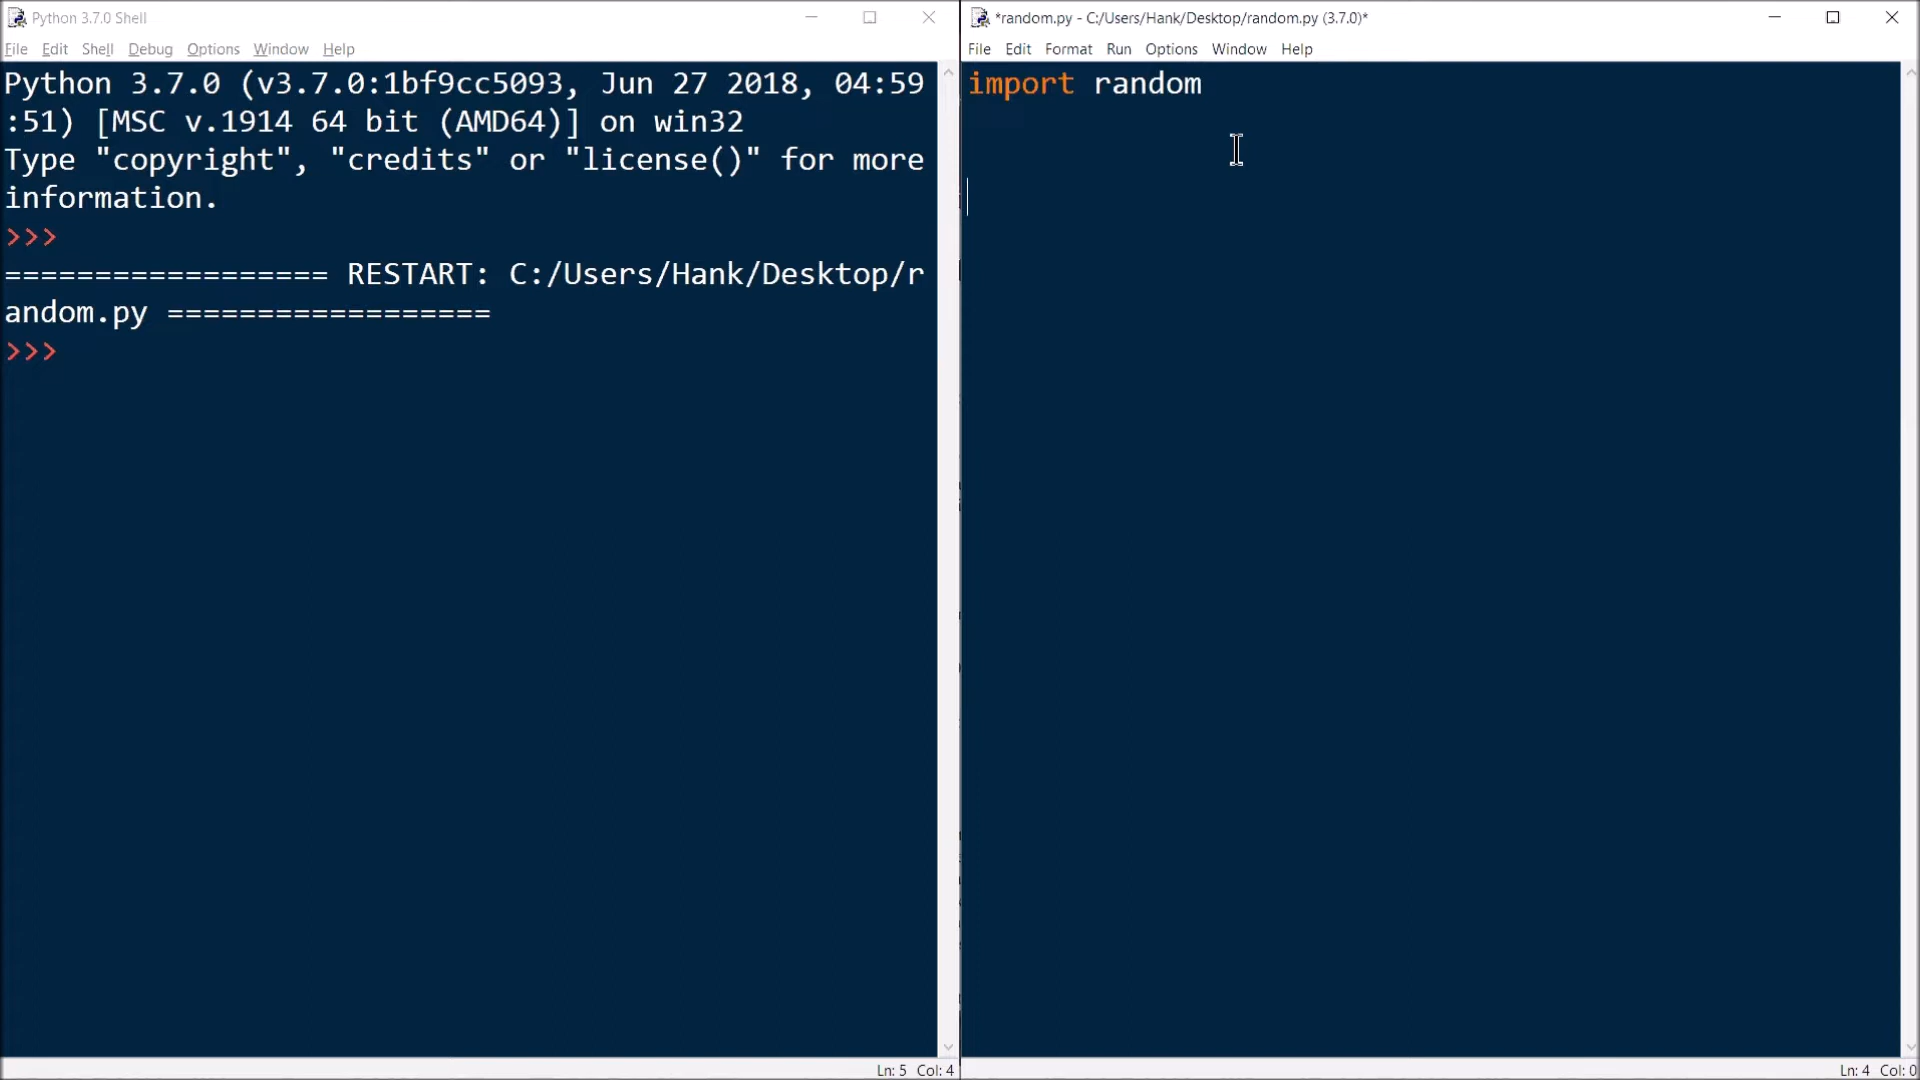 Python 3.7.0 Shell
File Edit Shell Debug Options Window Help
Python 3.7.0 (v3.7.0:1bf9cc5093, Jun 27 2018, 04:59
:51) [MSC v.1914 64 bit (AMD64)] on win32
Type "copyright", "credits" or "license()" for more
information.
>>>
================== RESTART: C:/Users/Hank/Desktop/r
andom.py ==================
>>>
Ln: 5 Col: 4
*random.py - C:/Users/Hank/Desktop/random.py (3.7.0)*
File Edit Format Run Options Window Help
import random
Ln: 4 Col: 0